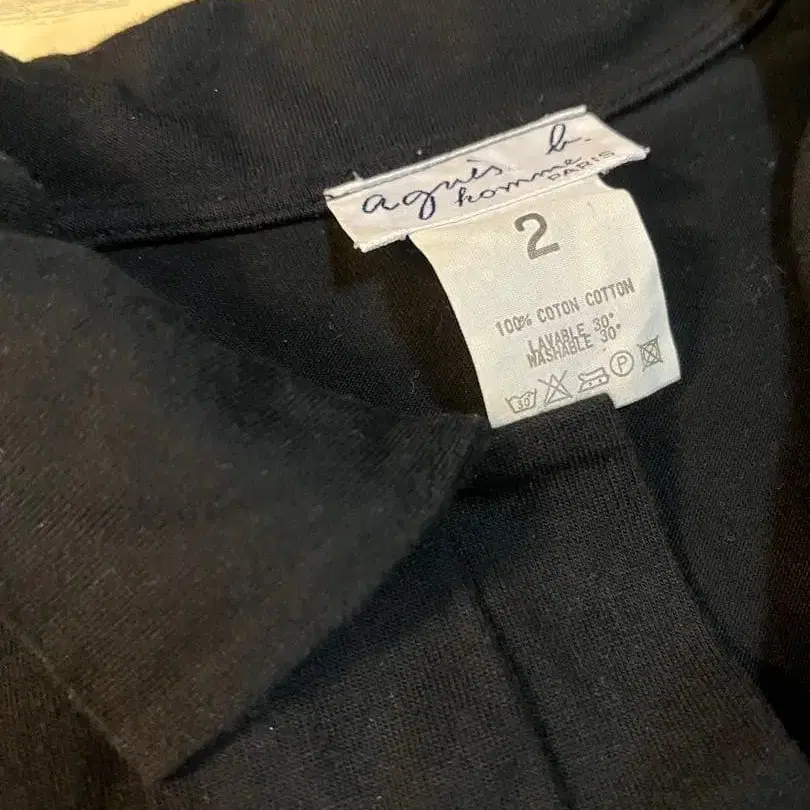 agnès b.
homme
PARIS
2
100% COTON COTTON
LAVABLE 30°
WASHABLE 30°
30°
P